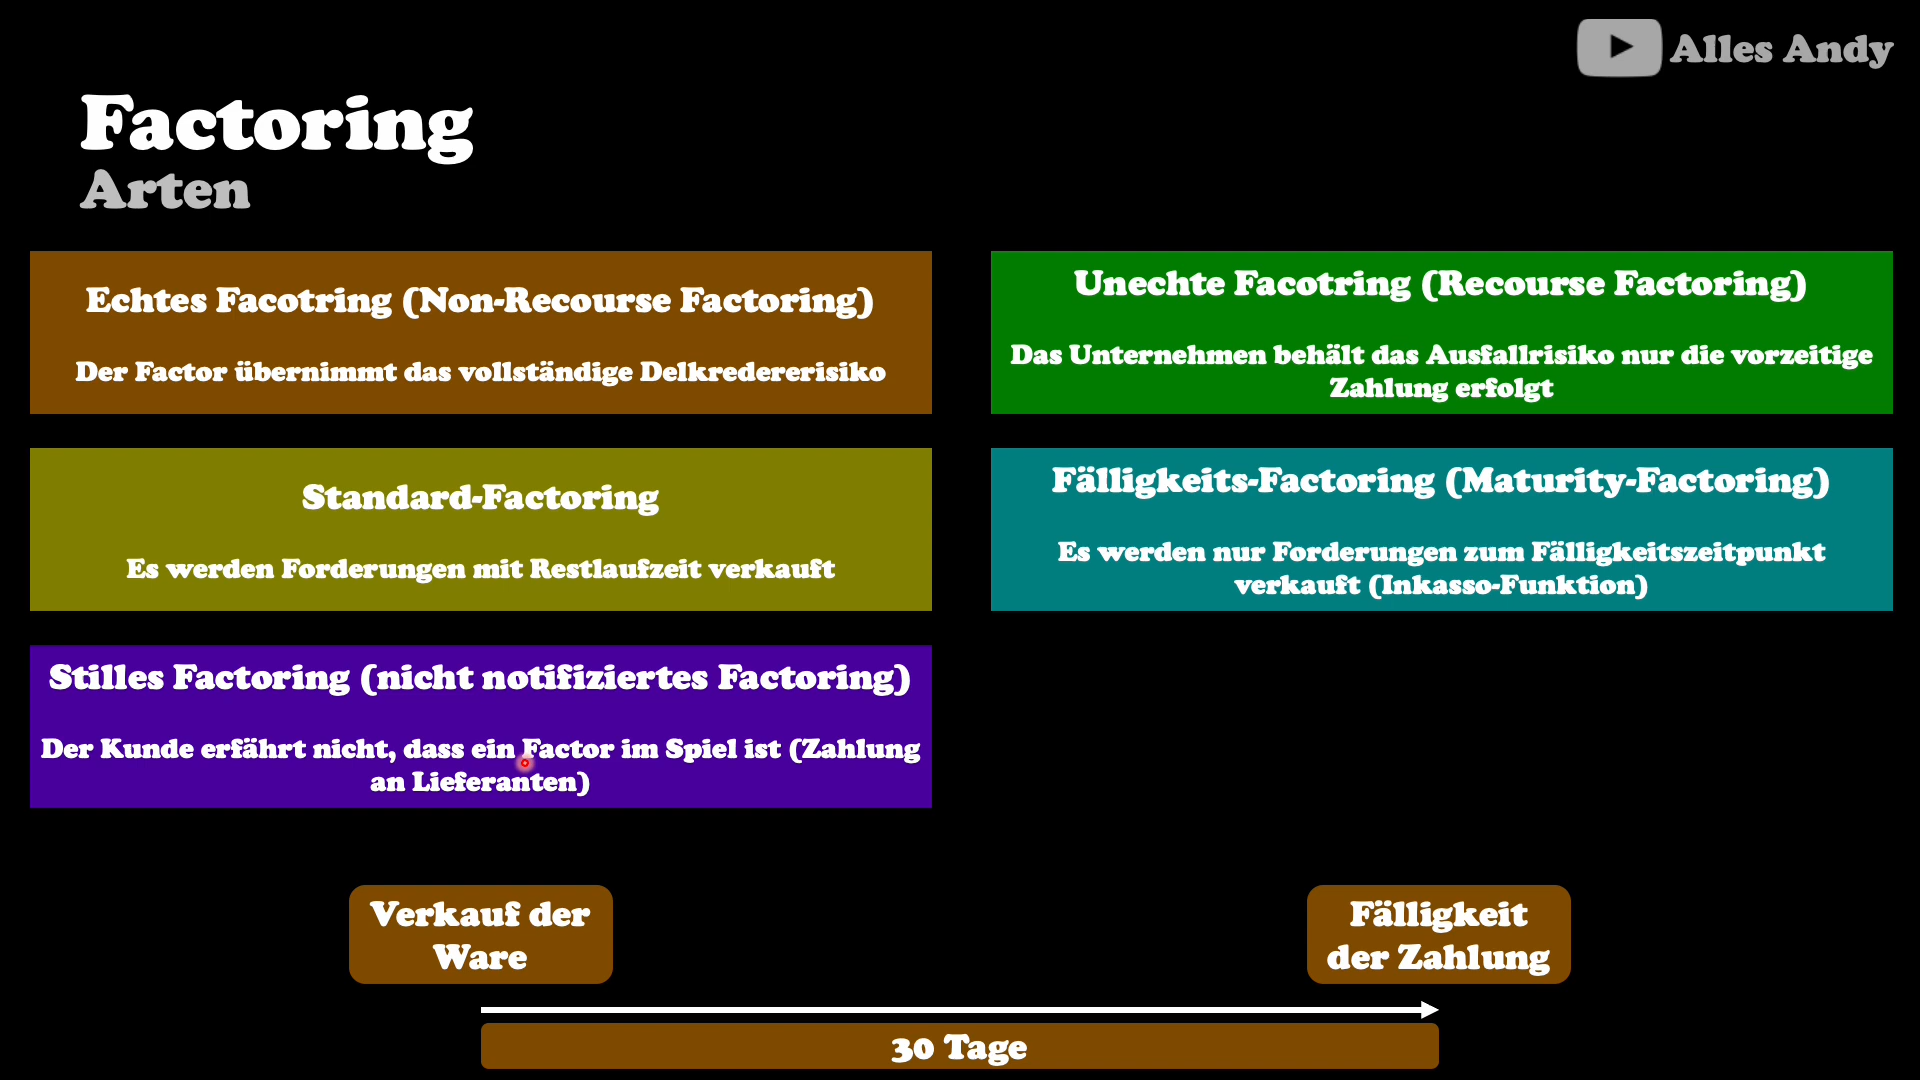 Alles Andy
Factoring
Arten
Echtes Facotring (Non-Recourse Factoring)
Der Factor übernimmt das vollständige Delkredererisiko
Unechte Facotring (Recourse Factoring)
Das Unternehmen behält das Ausfallrisiko nur die vorzeitige
Zahlung erfolgt
Standard-Factoring
Es werden Forderungen mit Restlaufzeit verkauft
Fälligkeits-Factoring (Maturity-Factoring)
Es werden nur Forderungen zum Fälligkeitszeitpunkt
verkauft (Inkasso-Funktion)
Stilles Factoring (nicht notifiziertes Factoring)
Der Kunde erfährt nicht, dass ein Factor im Spiel ist (Zahlung
an Lieferanten)
Verkauf der
Ware
Fälligkeit
der Zahlung
30 Tage